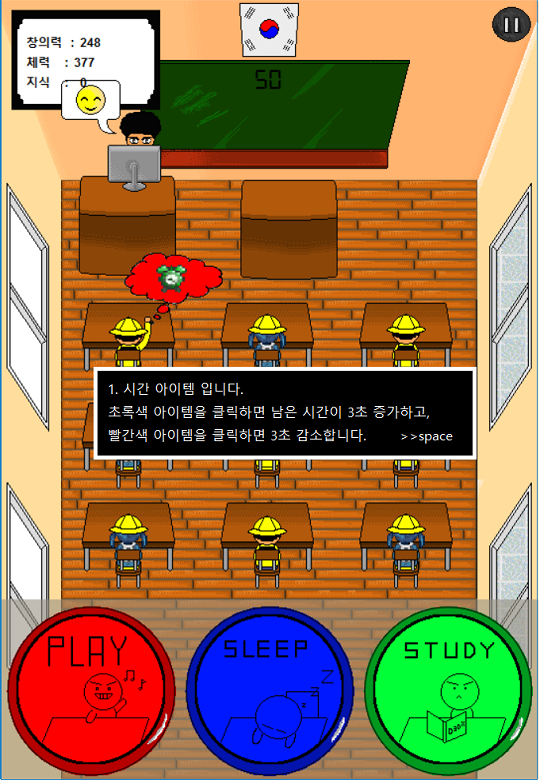 창의력 : 248
체력 : 377
지식 : 0
50
1. 시간 아이템 입니다.
초록색 아이템을 클릭하면 남은 시간이 3초 증가하고,
빨간색 아이템을 클릭하면 3초 감소합니다. >>space
PLAY
SLEEP
z z Z
STUDY